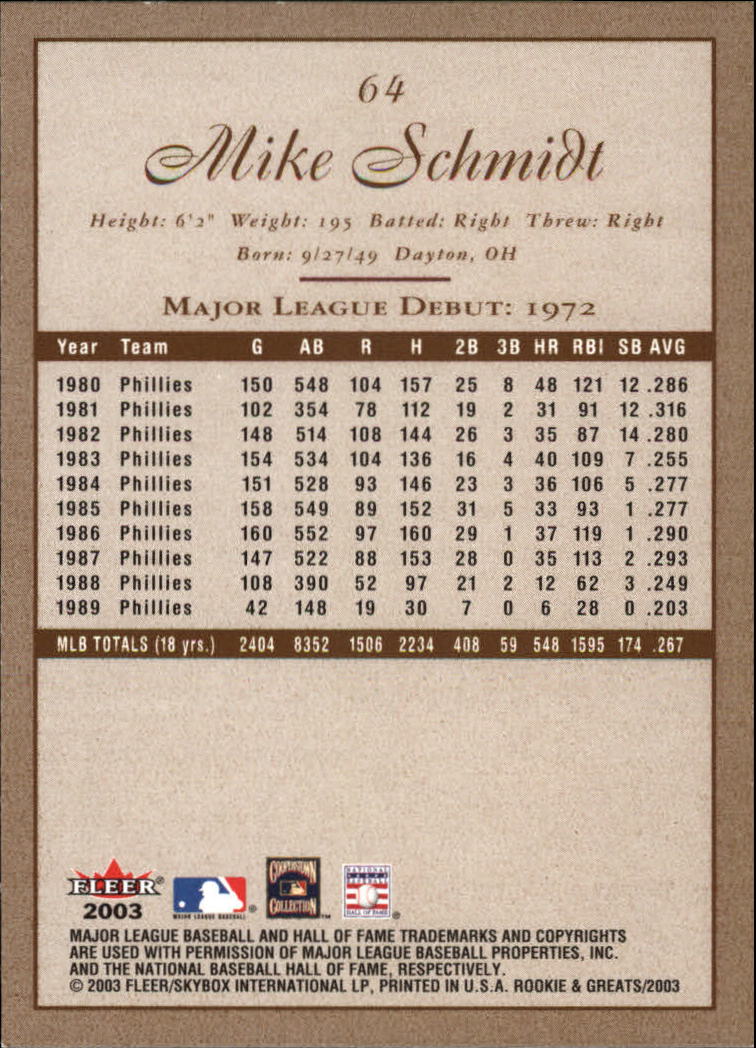 64
Mike Schmidt
Height: 6'2" Weight: 195 Batted: Right Threw: Right
Born: 9/27/49 Dayton, OH
MAJOR LEAGUE DEBUT: 1972
Year Team G AB R H 2B 3B HR RBI SB AVG
1980 Phillies 150 548 104 157 25 8 48 121 12 .286
1981 Phillies 102 354 78 112 19 2 31 91 12 .316
1982 Phillies 148 514 108 144 26 3 35 87 14 .280
1983 Phillies 154 534 104 136 16 4 40 109 7 .255
1984 Phillies 151 528 93 146 23 3 36 106 5 .277
1985 Phillies 158 549 89 152 31 5 33 93 1 .277
1986 Phillies 160 552 97 160 29 1 37 119 1 .290
1987 Phillies 147 522 88 153 28 0 35 113 2 .293
1988 Phillies 108 390 52 97 21 2 12 62 3 .249
1989 Phillies 42 148 19 30 7 0 6 28 0 .203
MLB TOTALS (18 yrs.) 2404 8352 1506 2234 408 59 548 1595 174 .267
FLEER®
2003
MAJOR LEAGUE BASEBALL®
COOPERSTOWN
COLLECTION™
NATIONAL
BASEBALL
HALL OF FAME®
MAJOR LEAGUE BASEBALL AND HALL OF FAME TRADEMARKS AND COPYRIGHTS
ARE USED WITH PERMISSION OF MAJOR LEAGUE BASEBALL PROPERTIES, INC.
AND THE NATIONAL BASEBALL HALL OF FAME, RESPECTIVELY.
© 2003 FLEER/SKYBOX INTERNATIONAL LP, PRINTED IN U.S.A. ROOKIE & GREATS/2003